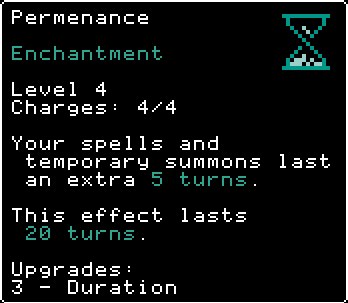 Permenance
Enchantment
Level 4
Charges: 4/4
Your spells and
temporary summons last
an extra 5 turns.
This effect lasts
20 turns.
Upgrades:
3 - Duration